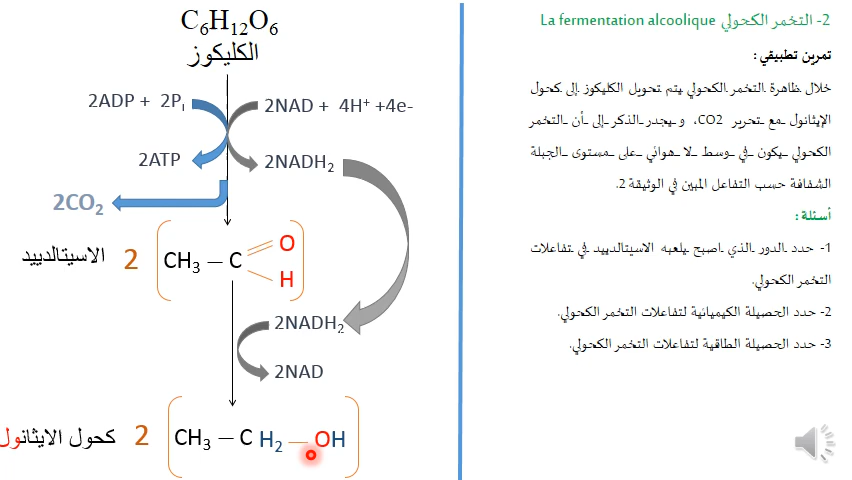 2- التخمر الكحولي La fermentation alcoolique
تمرين تطبيقي :
خلال ظاهرة التخمر الكحولي يتم تحويل الكليكوز إلى كحول
الإيثانول مع تحرير CO2، و يجدر الذكر إلى أن التخمر
الكحولي يكون في وسط لا هوائي على مستوى الجبلة
الشفافة حسب التفاعل المبين في الوثيقة 2.
أسئلة :
1- حدد الدور الذي اصبح يلعبه الاسيتالدييد في تفاعلات
التخمر الكحولي.
2- حدد الحصيلة الكيميائية لتفاعلات التخمر الكحولي.
3- حدد الحصيلة الطاقية لتفاعلات التخمر الكحولي.
C₆H₁₂O₆
الكليكوز
2ADP + 2Pᵢ
2NAD + 4H⁺ +4e-
2ATP
2NADH₂
2CO₂
الاسيتالدييد 2 CH₃ – C O H
2NADH₂
2NAD
كحول الايثانول 2 CH₃ – C H₂ – OH